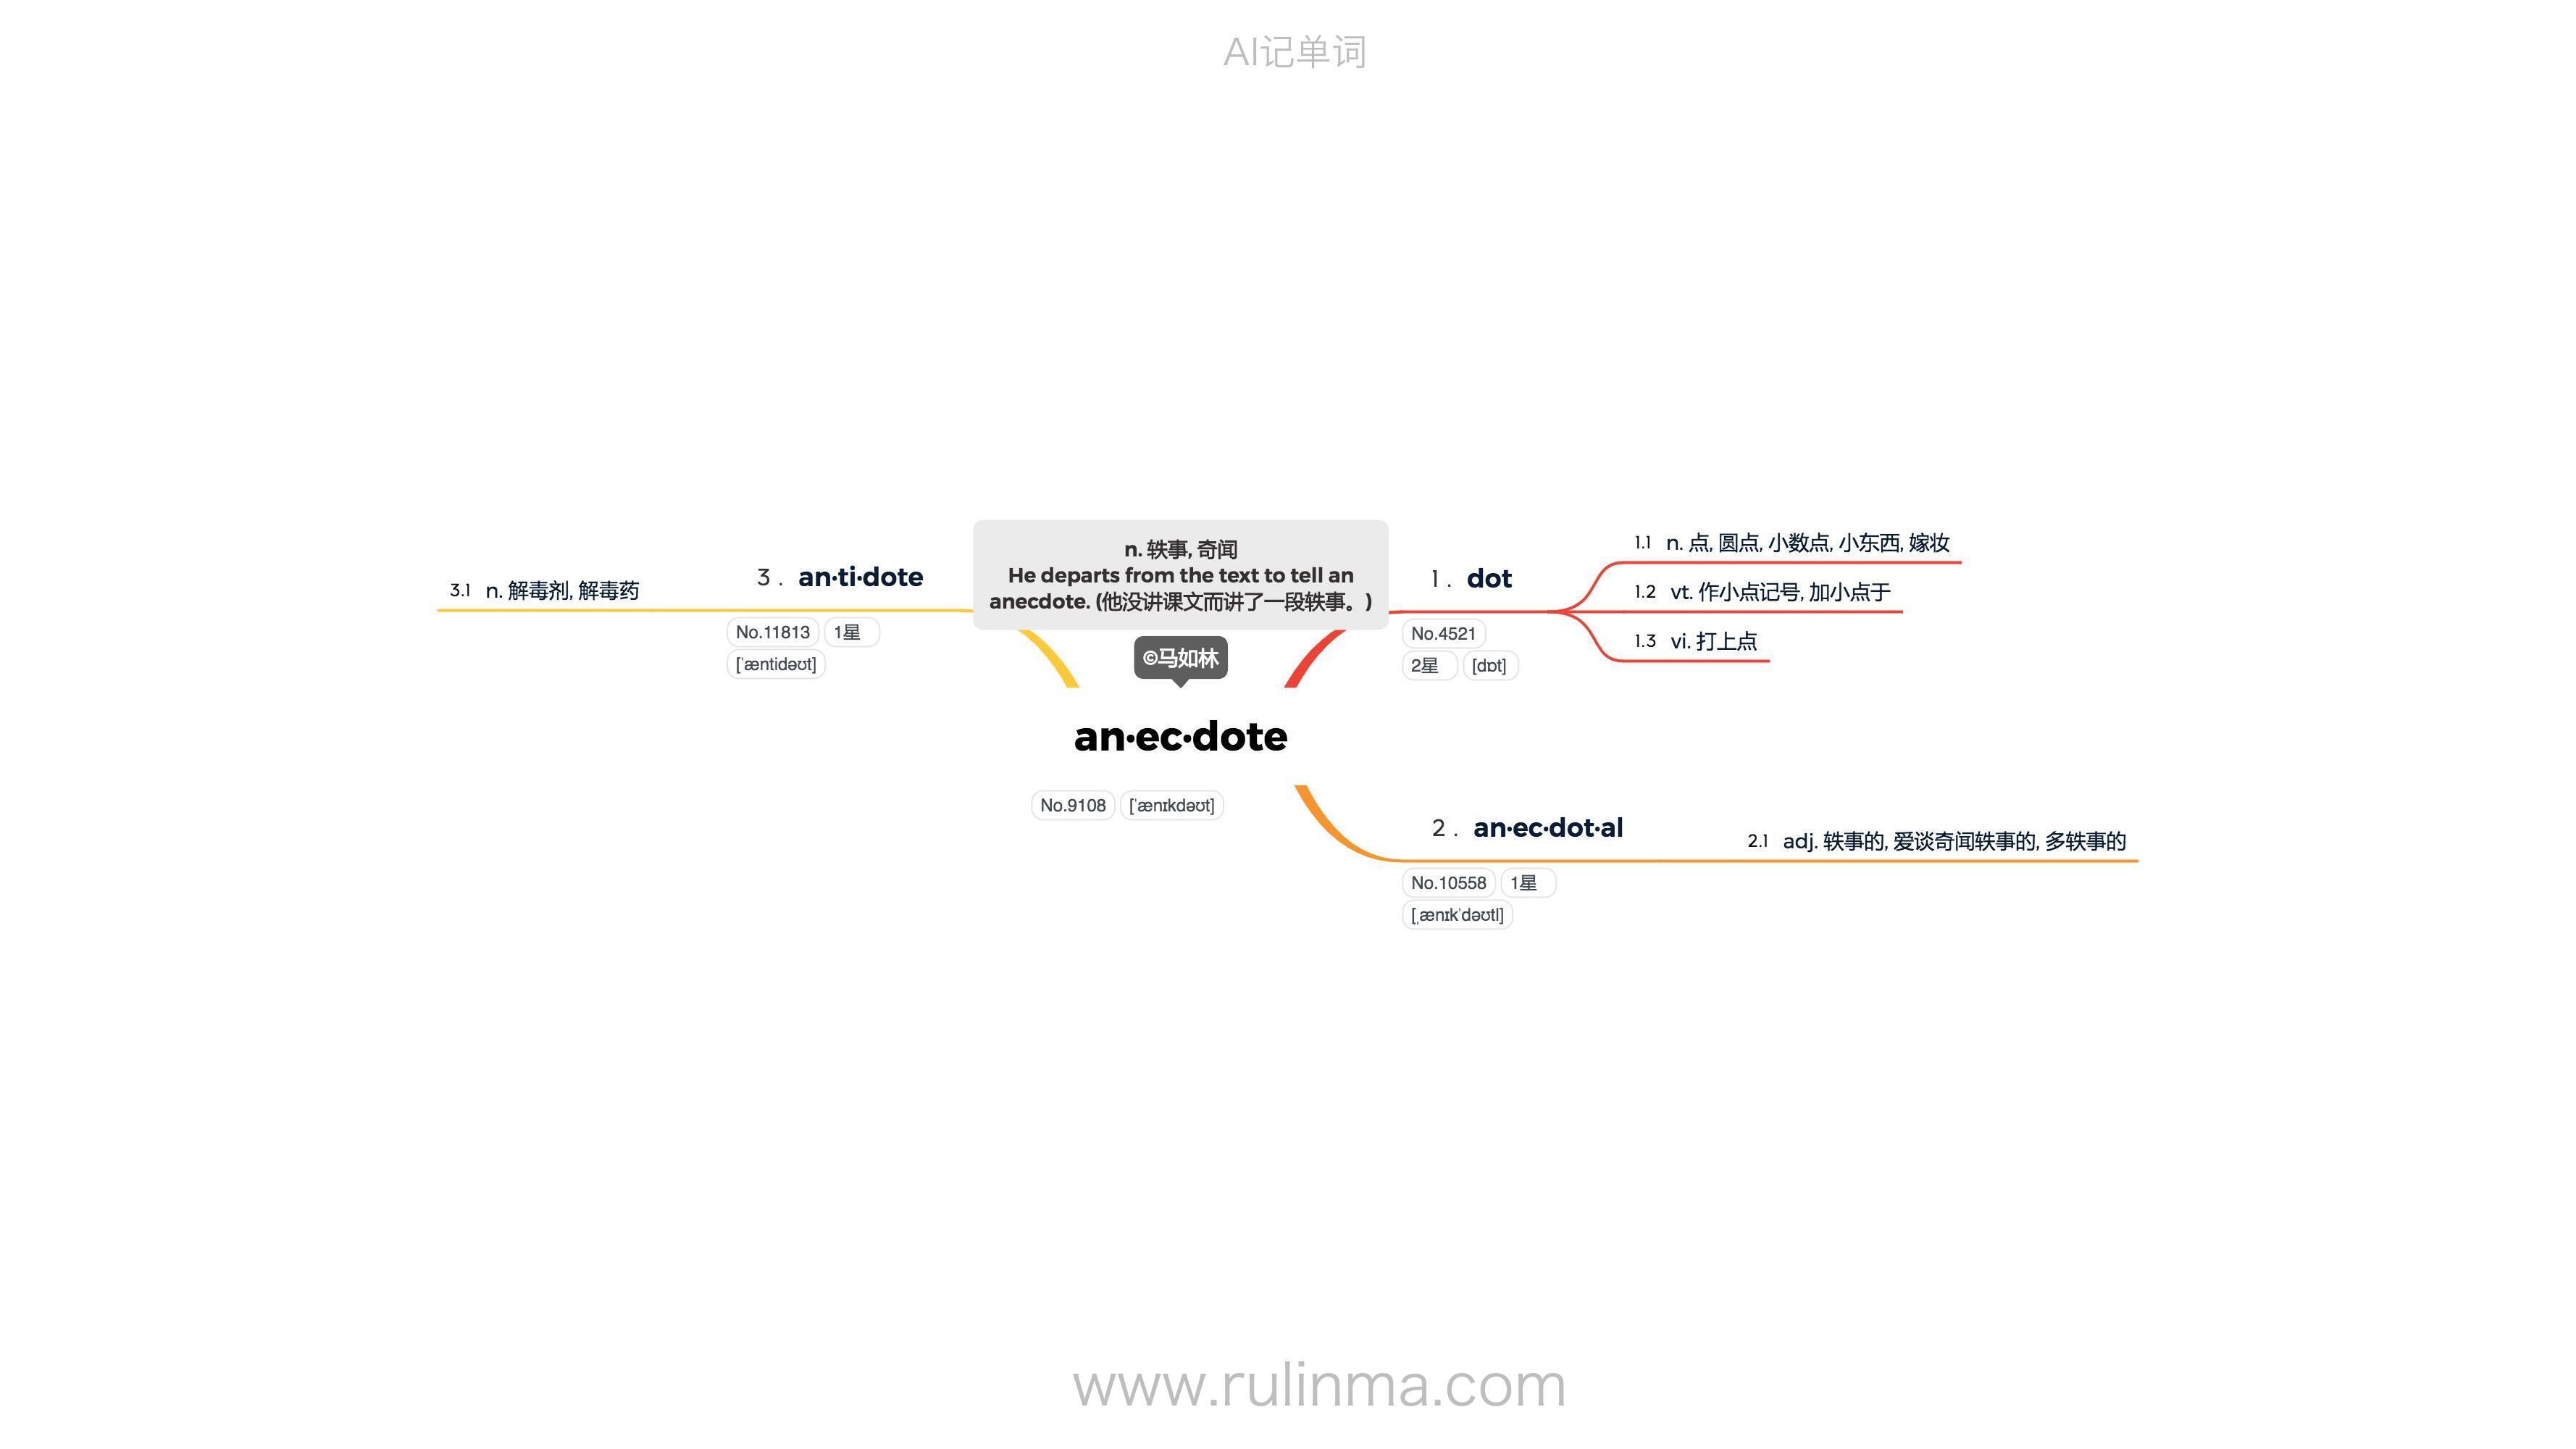 AI记单词
n. 轶事, 奇闻
He departs from the text to tell an
anecdote. (他没讲课文而讲了一段轶事。)
©马如林
an·ec·dote
No.9108 [ˈænɪkdəʊt]
1. dot
No.4521
2星 [dɒt]
1.1 n. 点, 圆点, 小数点, 小东西, 嫁妆
1.2 vt. 作小点记号, 加小点于
1.3 vi. 打上点
2. an·ec·dot·al
No.10558 1星
[ˌænɪkˈdəʊtl]
2.1 adj. 轶事的, 爱谈奇闻轶事的, 多轶事的
3. an·ti·dote
No.11813 1星
[ˈæntidəʊt]
3.1 n. 解毒剂, 解毒药
www.rulinma.com